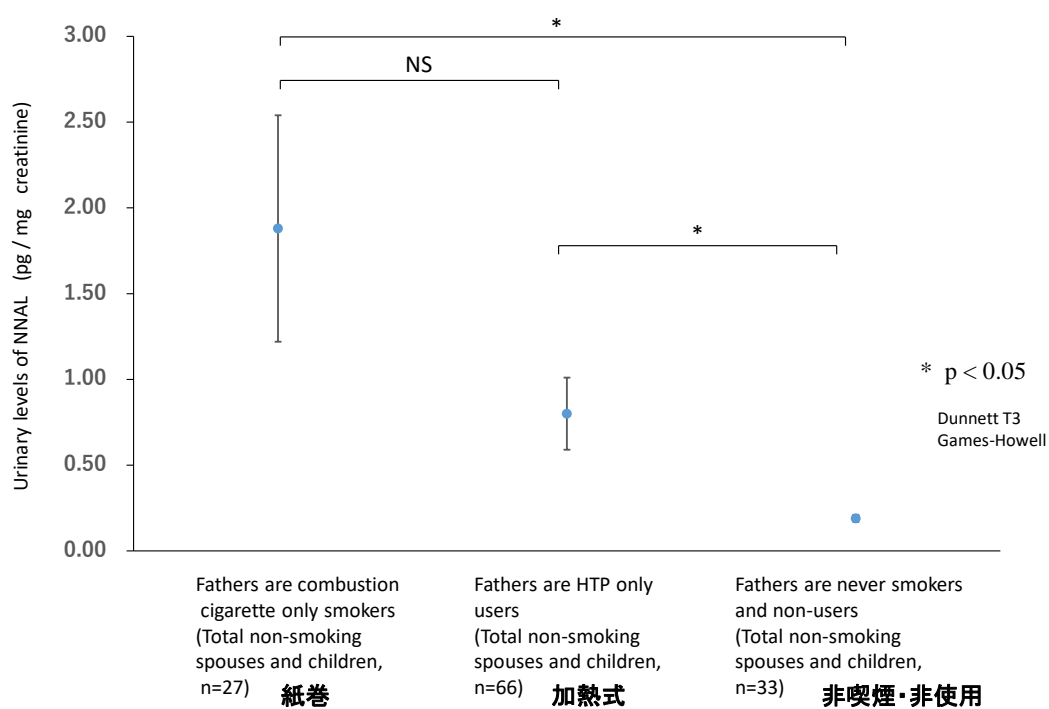 *
3.00
NS
2.50
2.00
*
1.50
1.00
* p < 0.05
Dunnett T3
Games-Howell
0.50
0.00
Urinary levels of NNAL (pg / mg creatinine)
Fathers are combustion
cigarette only smokers
(Total non-smoking
spouses and children,
n=27) 紙巻
Fathers are HTP only
users
(Total non-smoking
spouses and children,
n=66) 加熱式
Fathers are never smokers
and non-users
(Total non-smoking
spouses and children,
n=33) 非喫煙・非使用